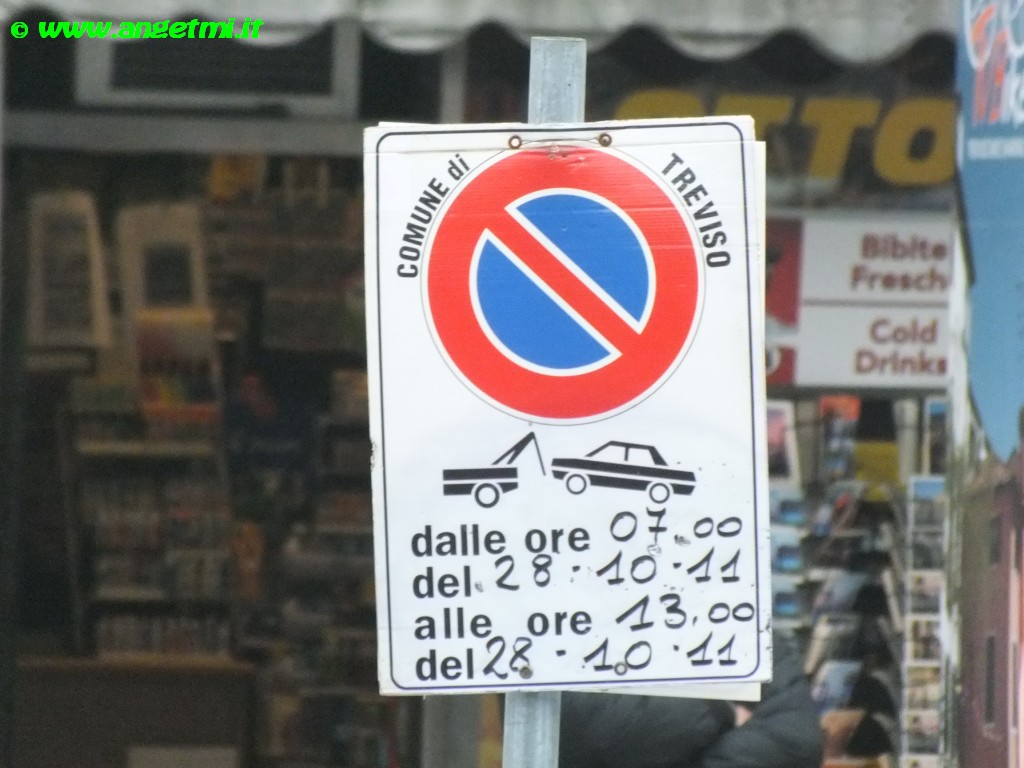 © www.angetmi.it
COMUNE di TREVISO
dalle ore 07.00
del 28-10-11
alle ore 13.00
del 28-10-11
Bibite
Fresch
Cold
Drinks